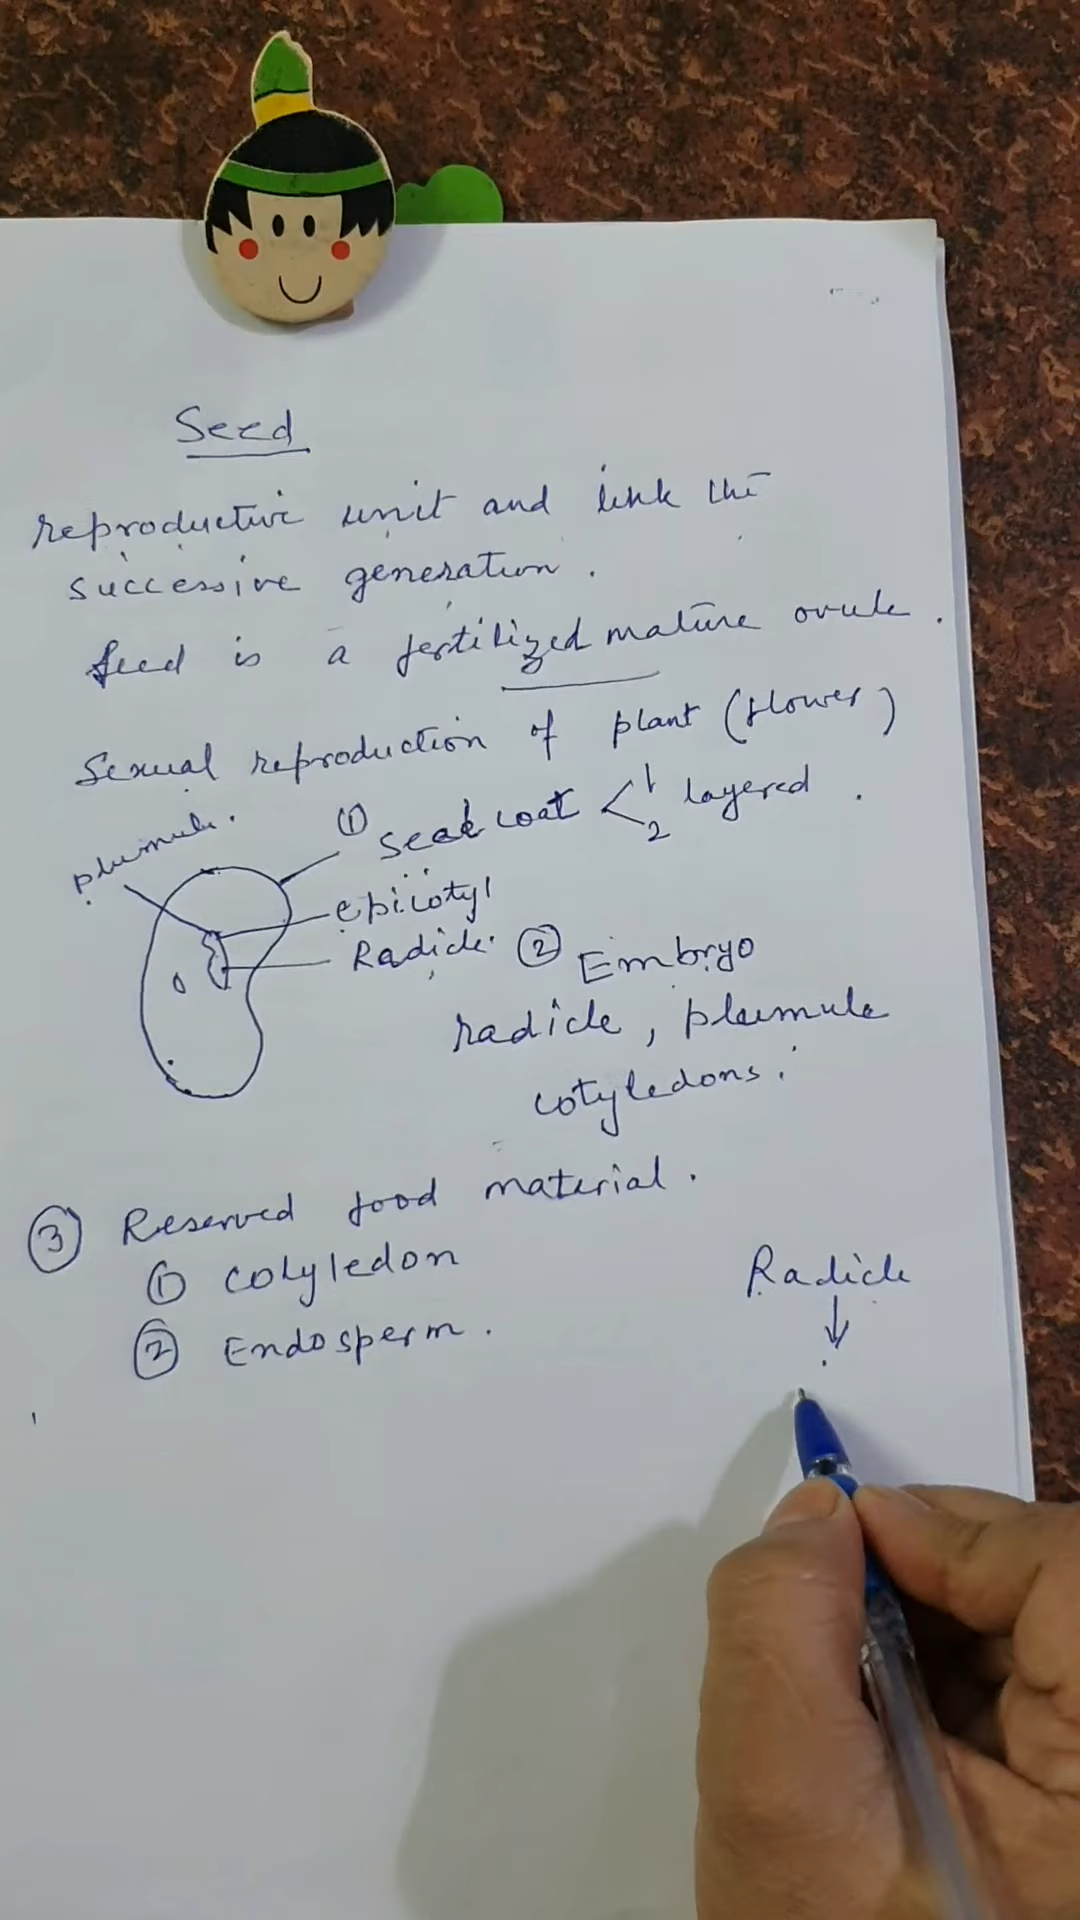 Seed
reproductive unit and link the
successive generation.
Seed is a fertilized mature ovule.
Sexual reproduction of plant (flower)
plumule.
① Seed coat < 1 2 layered.
epicotyl
Radicle.
② Embryo
radicle, plumule
cotyledons.
③ Reserved food material.
① cotyledon
② Endosperm.
Radicle
↓